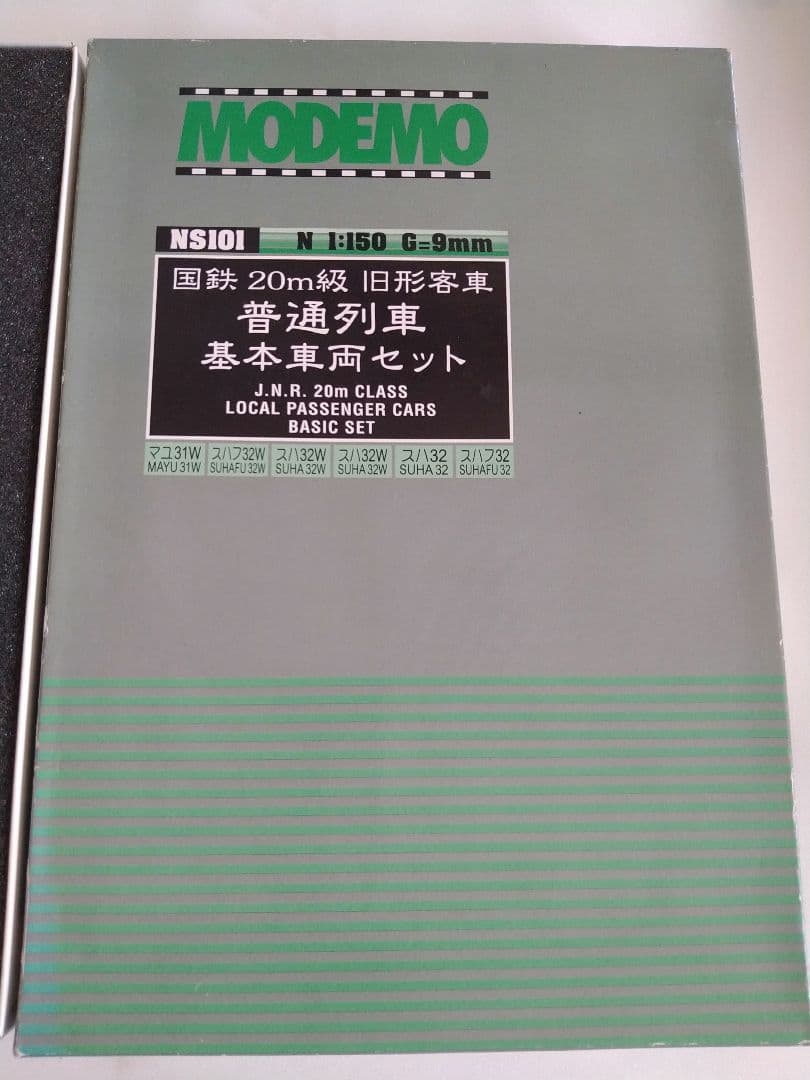 MODEMO
NS101 N 1:150 G=9mm
国鉄 20m級 旧形客車
普通列車
基本車両セット
J.N.R. 20m CLASS
LOCAL PASSENGER CARS
BASIC SET
マユ31W スハフ32W スハ32W スハ32W スハ32 スハフ32
MAYU 31W SUHAFU 32W SUHA 32W SUHA 32W SUHA 32 SUHAFU 32